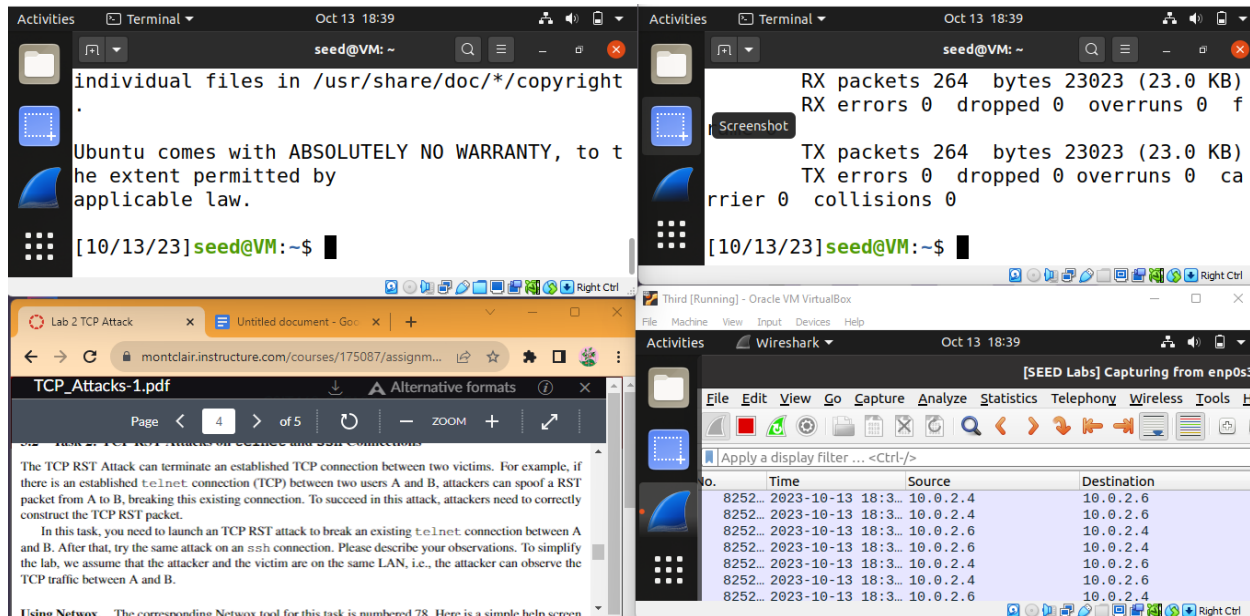 Activities Terminal Oct 13 18:39
seed@VM: ~
individual files in /usr/share/doc/*/copyright
.
Ubuntu comes with ABSOLUTELY NO WARRANTY, to t
he extent permitted by
applicable law.
[10/13/23]seed@VM:~$
Right Ctrl
Activities Terminal Oct 13 18:39
seed@VM: ~
RX packets 264 bytes 23023 (23.0 KB)
RX errors 0 dropped 0 overruns 0 f
r
Screenshot
TX packets 264 bytes 23023 (23.0 KB)
TX errors 0 dropped 0 overruns 0 ca
rrier 0 collisions 0
[10/13/23]seed@VM:~$
Right Ctrl
Lab 2 TCP Attack Untitled document - Goo
montclair.instructure.com/courses/175087/assignm...
TCP_Attacks-1.pdf Alternative formats
Page 4 of 5 ZOOM
The TCP RST Attack can terminate an established TCP connection between two victims. For example, if
there is an established telnet connection (TCP) between two users A and B, attackers can spoof a RST
packet from A to B, breaking this existing connection. To succeed in this attack, attackers need to correctly
construct the TCP RST packet.
In this task, you need to launch an TCP RST attack to break an existing telnet connection between A
and B. After that, try the same attack on an ssh connection. Please describe your observations. To simplify
the lab, we assume that the attacker and the victim are on the same LAN, i.e., the attacker can observe the
TCP traffic between A and B.
Using Netwox The corresponding Netwox tool for this task is numbered 78. Here is a simple help screen
Third [Running] - Oracle VM VirtualBox
File Machine View Input Devices Help
Activities Wireshark Oct 13 18:39
[SEED Labs] Capturing from enp0s3
File Edit View Go Capture Analyze Statistics Telephony Wireless Tools H
Apply a display filter ... <Ctrl-/>
No. Time Source Destination
8252… 2023-10-13 18:3… 10.0.2.4 10.0.2.6
8252… 2023-10-13 18:3… 10.0.2.4 10.0.2.6
8252… 2023-10-13 18:3… 10.0.2.6 10.0.2.4
8252… 2023-10-13 18:3… 10.0.2.6 10.0.2.4
8252… 2023-10-13 18:3… 10.0.2.4 10.0.2.6
8252… 2023-10-13 18:3… 10.0.2.4 10.0.2.6
8252… 2023-10-13 18:3… 10.0.2.6 10.0.2.4
Right Ctrl